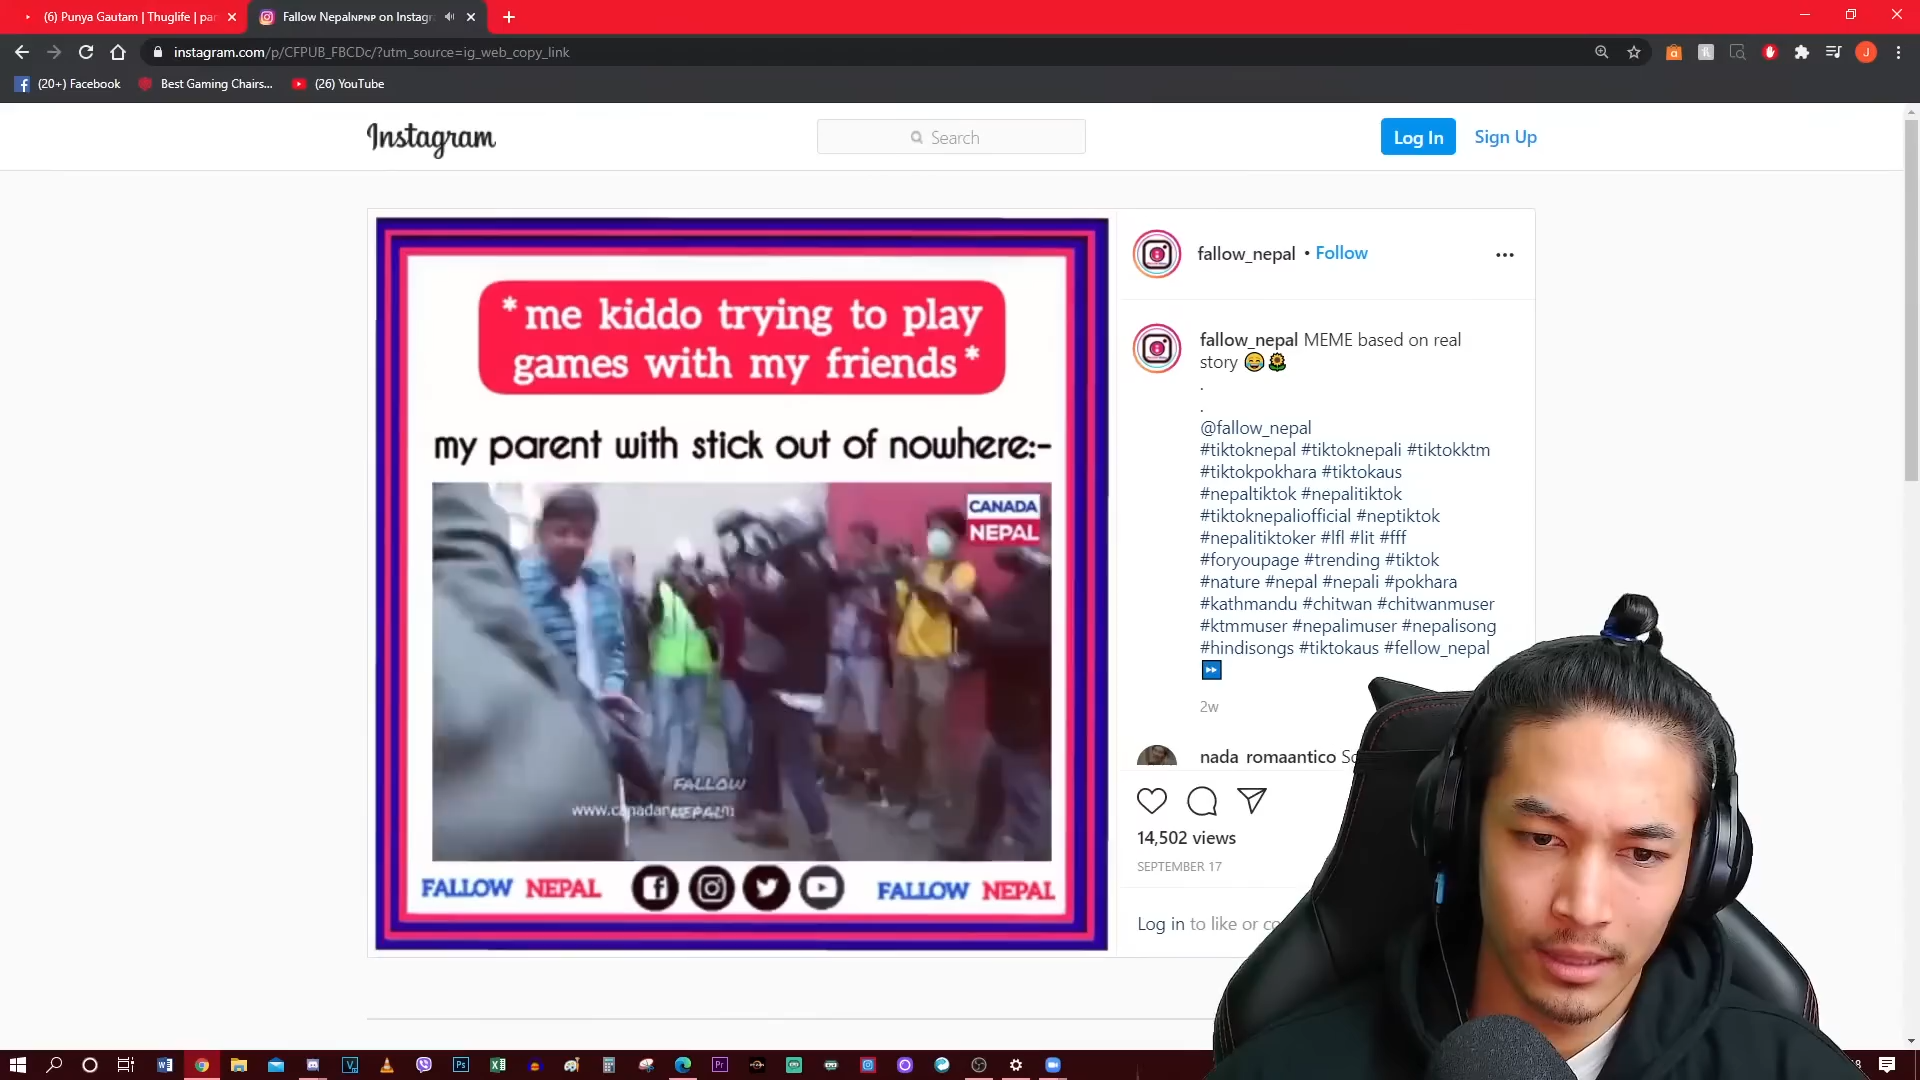 (6) Punya Gautam | Thuglife | par
Fallow Nepalɴᴘɴᴘ on Instagr
instagram.com/p/CFPUB_FBCDc/?utm_source=ig_web_copy_link
J
(20+) Facebook
Best Gaming Chairs...
(26) YouTube
Instagram
Search
Log In
Sign Up
*me kiddo trying to play
games with my friends*
my parent with stick out of nowhere:-
CANADA
NEPAL
FALLOW
NEPAL
FALLOW NEPAL
FALLOW NEPAL
fallow_nepal • Follow
fallow_nepal MEME based on real
story 😂🌻
.
.
@fallow_nepal
#tiktoknepal #tiktoknepali #tiktokktm
#tiktokpokhara #tiktokaus
#nepaltiktok #nepalitiktok
#tiktoknepaliofficial #neptiktok
#nepalitiktoker #lfl #lit #fff
#foryoupage #trending #tiktok
#nature #nepal #nepali #pokhara
#kathmandu #chitwan #chitwanmuser
#ktmmuser #nepalimuser #nepalisong
#hindisongs #tiktokaus #fellow_nepal
⏩
2w
nada_romaantico
14,502 views
SEPTEMBER 17
Log in to like or